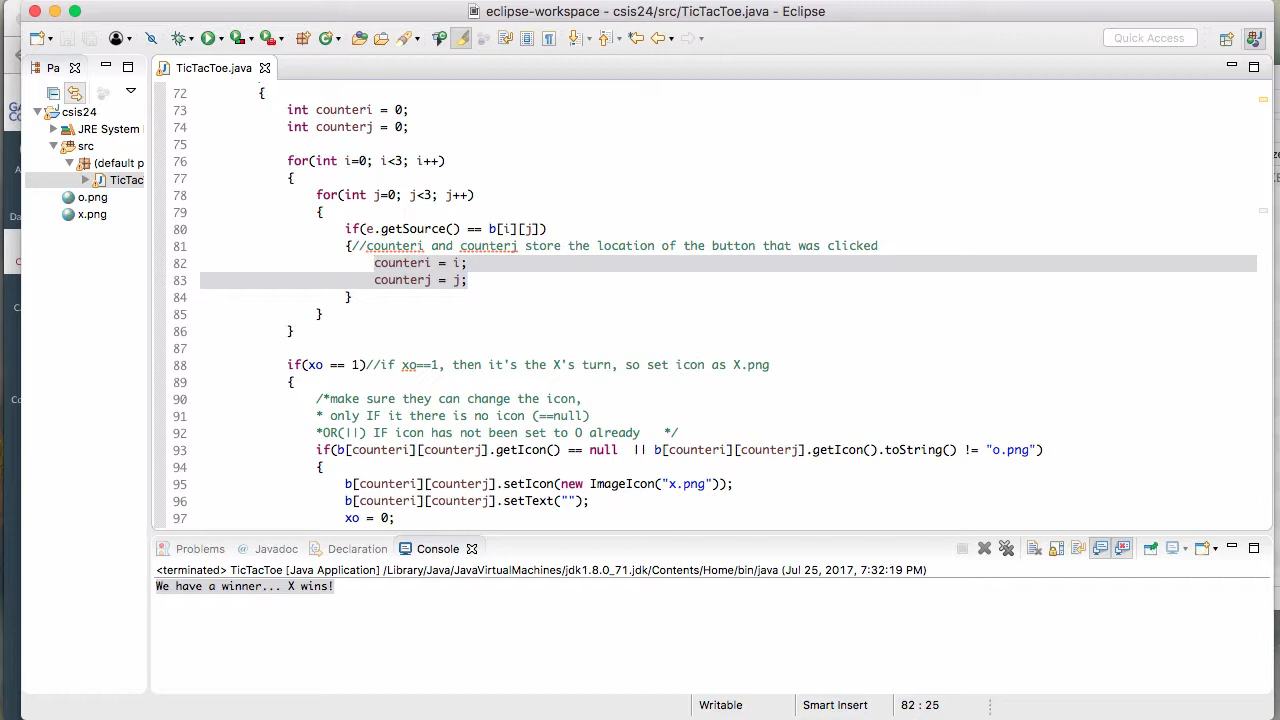 eclipse-workspace - csis24/src/TicTacToe.java - Eclipse
Quick Access
Pa
TicTacToe.java
csis24
JRE System
src
(default p
TicTac
o.png
x.png
72 {
73 int counteri = 0;
74 int counterj = 0;
75
76 for(int i=0; i<3; i++)
77 {
78 for(int j=0; j<3; j++)
79 {
80 if(e.getSource() == b[i][j])
81 {//counteri and counterj store the location of the button that was clicked
82 counteri = i;
83 counterj = j;
84 }
85 }
86 }
87
88 if(xo == 1)//if xo==1, then it's the X's turn, so set icon as X.png
89 {
90 /*make sure they can change the icon,
91 * only IF it there is no icon (==null)
92 *OR(||) IF icon has not been set to O already */
93 if(b[counteri][counterj].getIcon() == null || b[counteri][counterj].getIcon().toString() != "o.png")
94 {
95 b[counteri][counterj].setIcon(new ImageIcon("x.png"));
96 b[counteri][counterj].setText("");
97 xo = 0;
Problems @ Javadoc Declaration Console
<terminated> TicTacToe [Java Application] /Library/Java/JavaVirtualMachines/jdk1.8.0_71.jdk/Contents/Home/bin/java (Jul 25, 2017, 7:32:19 PM)
We have a winner... X wins!
Writable Smart Insert 82 : 25